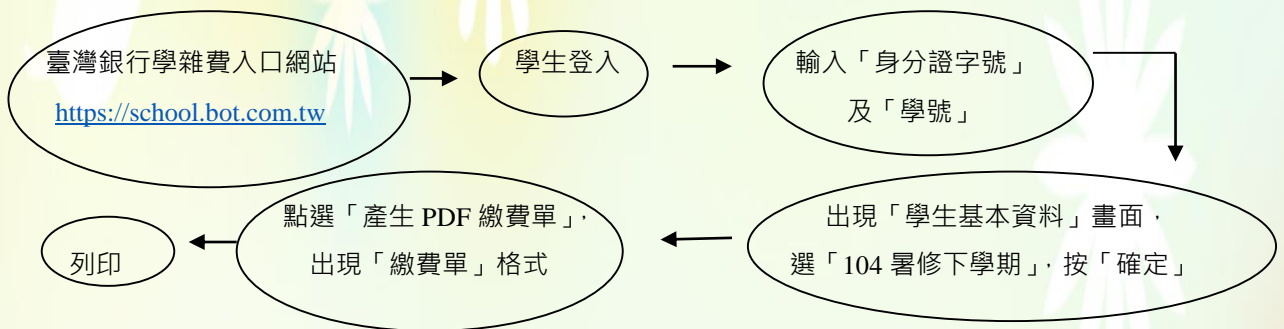 臺灣銀行學雜費入口網站
https://school.bot.com.tw
學生登入
輸入「身分證字號」
及「學號」
出現「學生基本資料」畫面，
選「104 暑修下學期」，按「確定」
點選「產生 PDF 繳費單」，
出現「繳費單」格式
列印